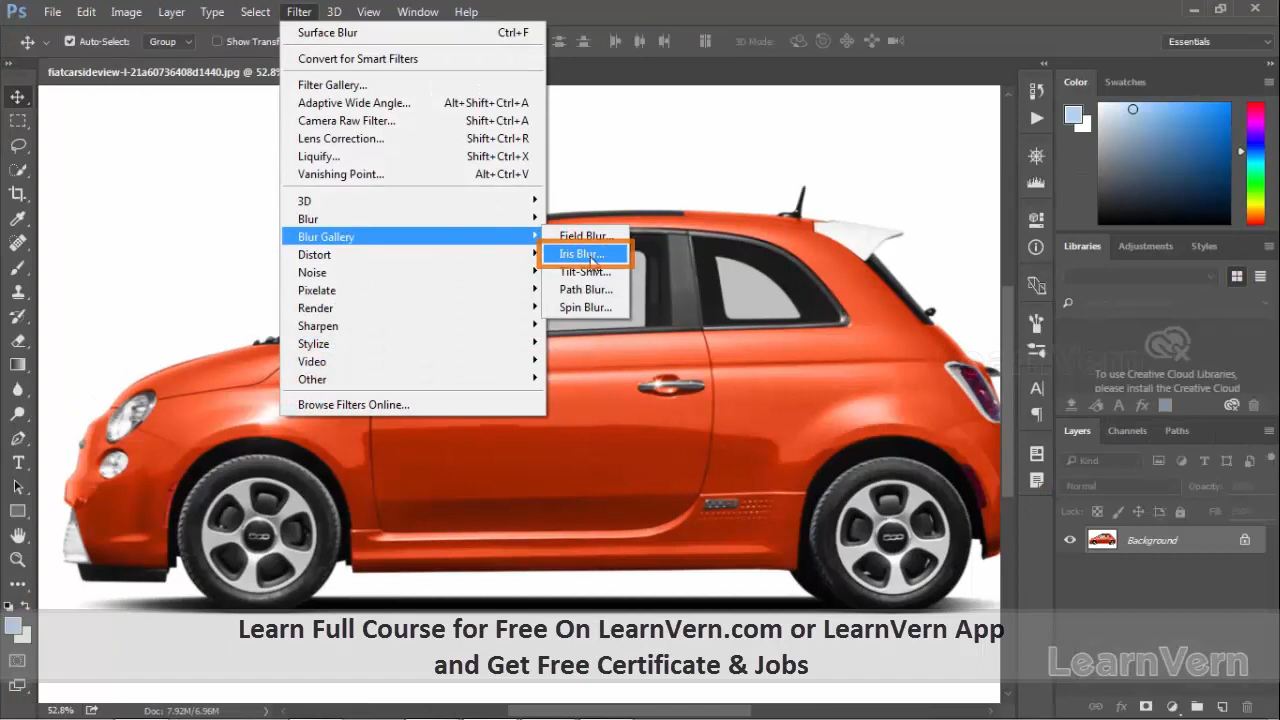 Ps File Edit Image Layer Type Select Filter 3D View Window Help
Auto-Select: Group Show Transf 3D Mode: Essentials
fiatcarsideview-l-21a60736408d1440.jpg @ 52.8%
Surface Blur Ctrl+F
Convert for Smart Filters
Filter Gallery...
Adaptive Wide Angle... Alt+Shift+Ctrl+A
Camera Raw Filter... Shift+Ctrl+A
Lens Correction... Shift+Ctrl+R
Liquify... Shift+Ctrl+X
Vanishing Point... Alt+Ctrl+V
3D
Blur
Blur Gallery
Distort
Noise
Pixelate
Render
Sharpen
Stylize
Video
Other
Browse Filters Online...
Field Blur...
Iris Blur...
Tilt-Shift...
Path Blur...
Spin Blur...
Color Swatches
Libraries Adjustments Styles
To use Creative Cloud Libraries,
please install the Creative Cloud
Layers Channels Paths
Kind
Normal Opacity:
Lock: Fill:
Background
Learn Full Course for Free On LearnVern.com or LearnVern App
and Get Free Certificate & Jobs
LearnVern
52.8% Doc: 7.92M/6.96M